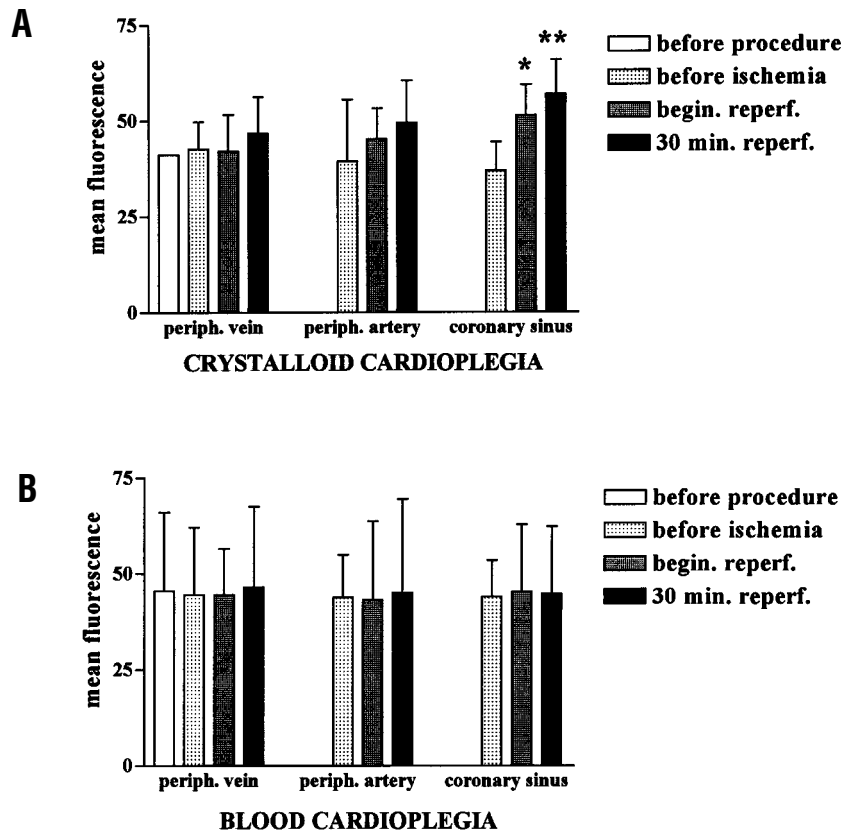 A
75
50
25
0
mean fluorescence
*
**
before procedure
before ischemia
begin. reperf.
30 min. reperf.
periph. vein
periph. artery
coronary sinus
CRYSTALLOID CARDIOPLEGIA
B
75
50
25
0
mean fluorescence
before procedure
before ischemia
begin. reperf.
30 min. reperf.
periph. vein
periph. artery
coronary sinus
BLOOD CARDIOPLEGIA